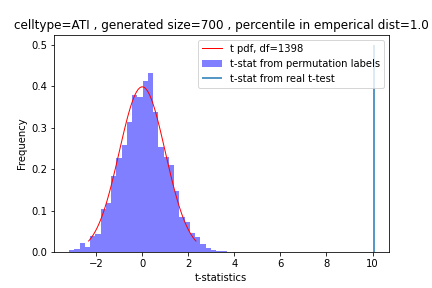 celltype=ATI , generated size=700 , percentile in emperical dist=1.0
0.5
0.4
0.3
0.2
0.1
0.0
Frequency
t pdf, df=1398
t-stat from permutation labels
t-stat from real t-test
−2
0
2
4
6
8
10
t-statistics